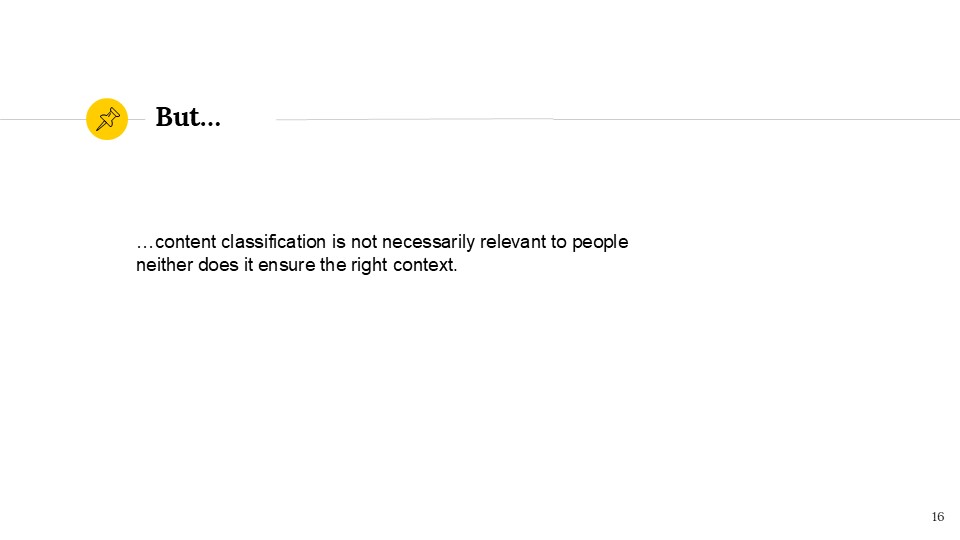 But...
…content classification is not necessarily relevant to people
neither does it ensure the right context.
16